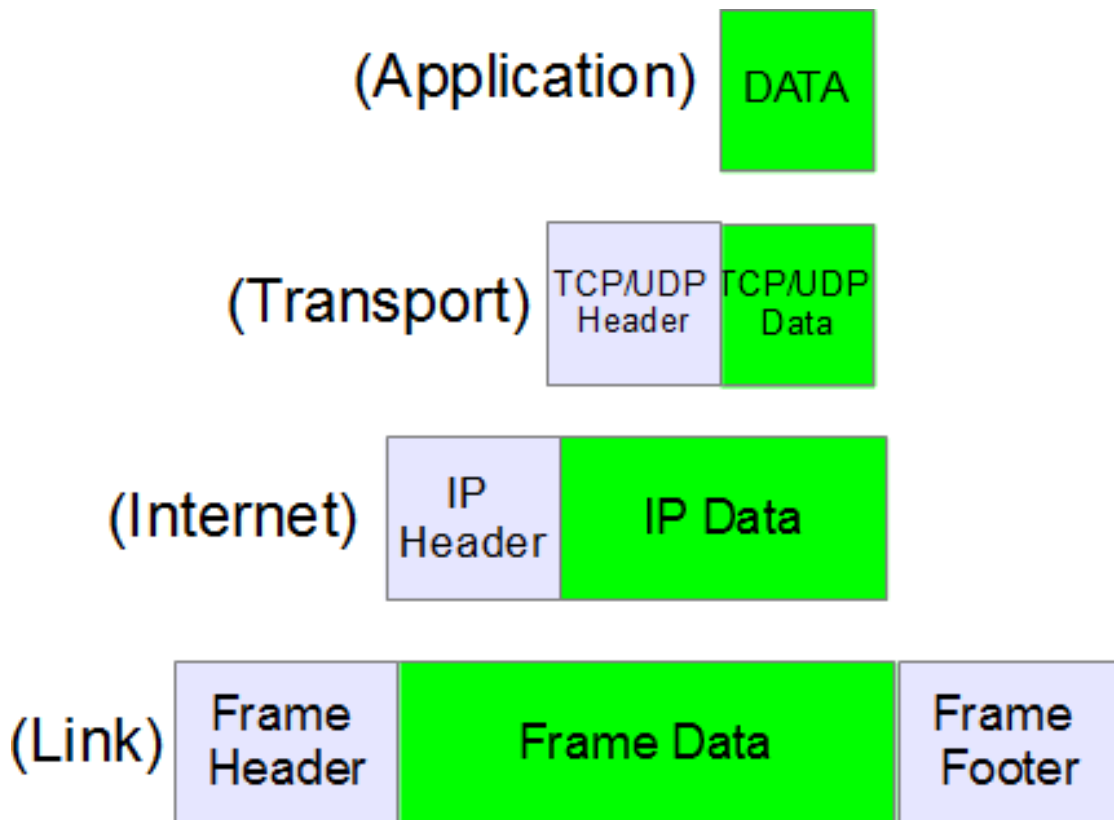 (Application)
DATA
(Transport)
TCP/UDP
Header
TCP/UDP
Data
(Internet)
IP
Header
IP Data
(Link)
Frame
Header
Frame Data
Frame
Footer